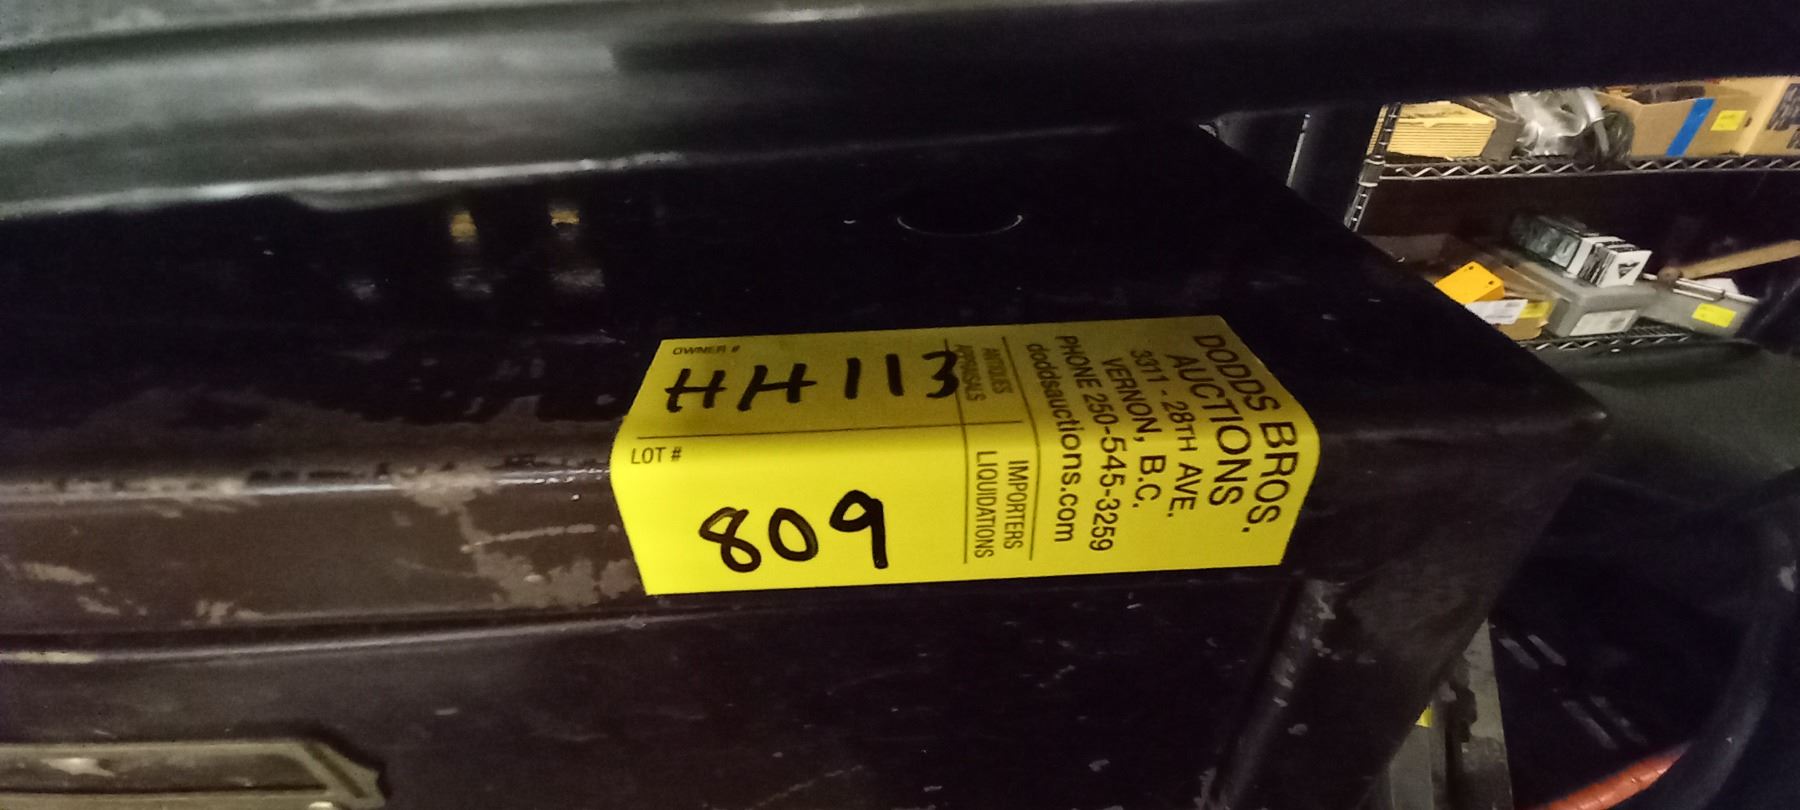 OWNER #
HH113
LOT #
809
ANTIQUES
APPRAISALS
IMPORTERS
LIQUIDATIONS
DODDS BROS.
AUCTIONS
3311 - 28TH AVE.
VERNON, B.C.
PHONE 250-545-3259
doddsauctions.com